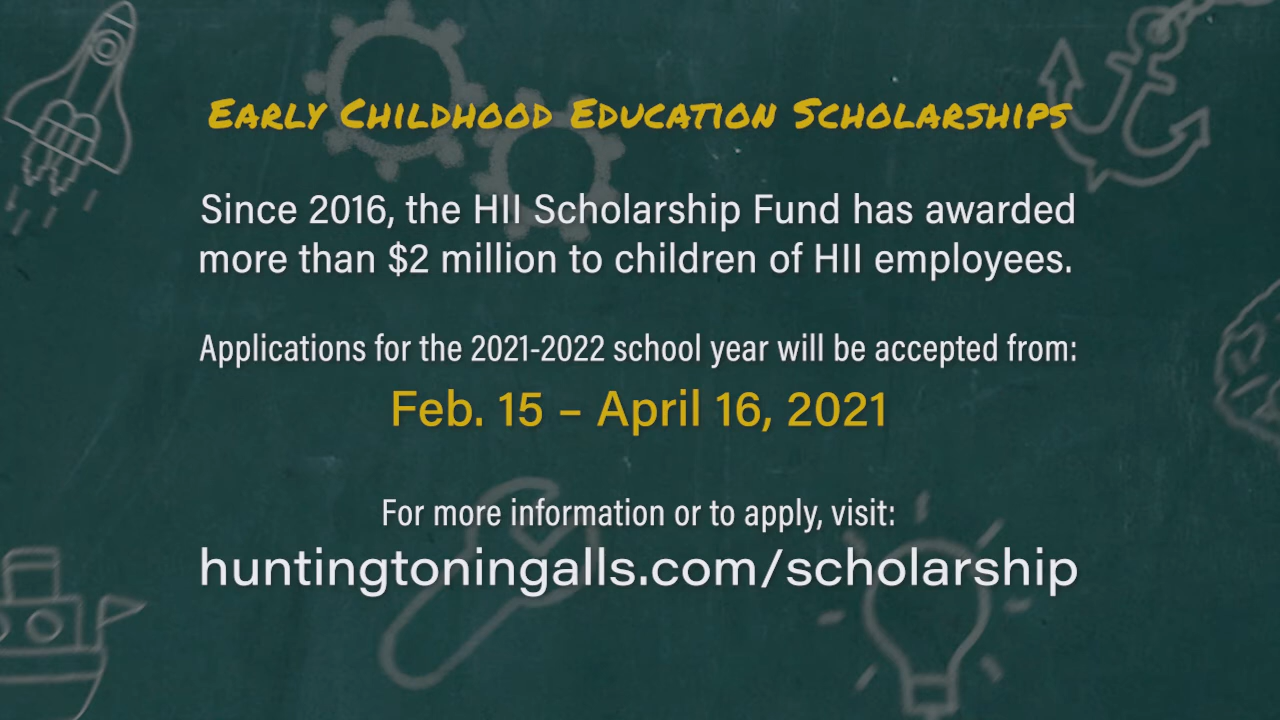 Early Childhood Education Scholarships
Since 2016, the HII Scholarship Fund has awarded
more than $2 million to children of HII employees.
Applications for the 2021-2022 school year will be accepted from:
Feb. 15 – April 16, 2021
For more information or to apply, visit:
huntingtoningalls.com/scholarship